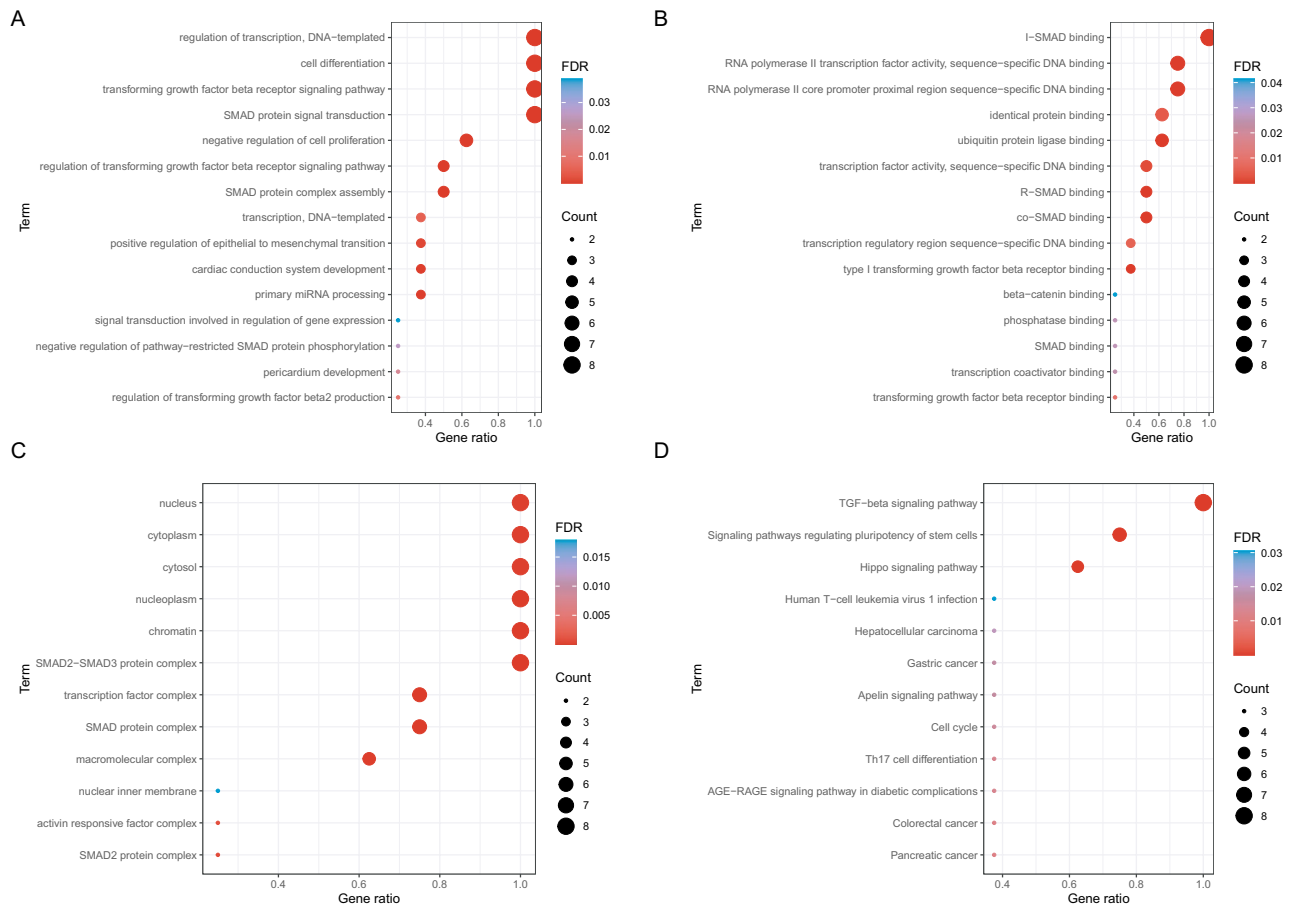 A
regulation of transcription, DNA−templated
cell differentiation
transforming growth factor beta receptor signaling pathway
SMAD protein signal transduction
negative regulation of cell proliferation
regulation of transforming growth factor beta receptor signaling pathway
SMAD protein complex assembly
transcription, DNA−templated
positive regulation of epithelial to mesenchymal transition
cardiac conduction system development
primary miRNA processing
signal transduction involved in regulation of gene expression
negative regulation of pathway−restricted SMAD protein phosphorylation
pericardium development
regulation of transforming growth factor beta2 production
Term
0.4 0.6 0.8 1.0
Gene ratio
FDR
0.03
0.02
0.01
Count
2
3
4
5
6
7
8
B
I−SMAD binding
RNA polymerase II transcription factor activity, sequence−specific DNA binding
RNA polymerase II core promoter proximal region sequence−specific DNA binding
identical protein binding
ubiquitin protein ligase binding
transcription factor activity, sequence−specific DNA binding
R−SMAD binding
co−SMAD binding
transcription regulatory region sequence−specific DNA binding
type I transforming growth factor beta receptor binding
beta−catenin binding
phosphatase binding
SMAD binding
transcription coactivator binding
transforming growth factor beta receptor binding
Term
0.4 0.6 0.8 1.0
Gene ratio
FDR
0.04
0.03
0.02
0.01
Count
2
3
4
5
6
7
8
C
nucleus
cytoplasm
cytosol
nucleoplasm
chromatin
SMAD2−SMAD3 protein complex
transcription factor complex
SMAD protein complex
macromolecular complex
nuclear inner membrane
activin responsive factor complex
SMAD2 protein complex
Term
0.4 0.6 0.8 1.0
Gene ratio
FDR
0.015
0.010
0.005
Count
2
3
4
5
6
7
8
D
TGF−beta signaling pathway
Signaling pathways regulating pluripotency of stem cells
Hippo signaling pathway
Human T−cell leukemia virus 1 infection
Hepatocellular carcinoma
Gastric cancer
Apelin signaling pathway
Cell cycle
Th17 cell differentiation
AGE−RAGE signaling pathway in diabetic complications
Colorectal cancer
Pancreatic cancer
Term
0.4 0.6 0.8 1.0
Gene ratio
FDR
0.03
0.02
0.01
Count
3
4
5
6
7
8